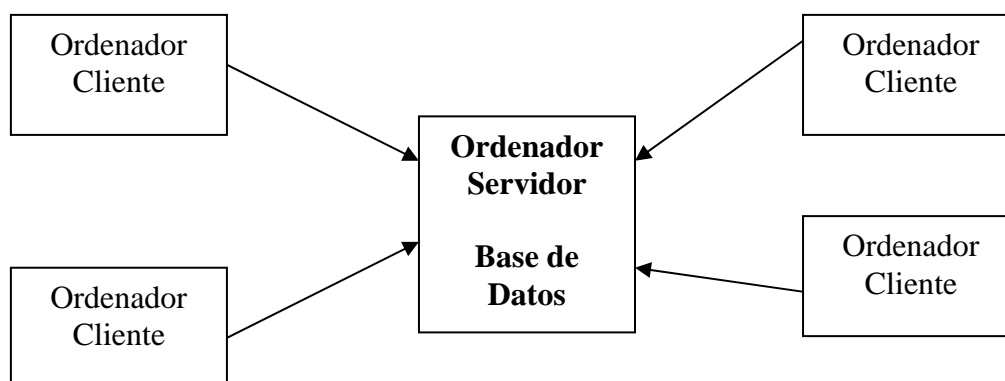 Ordenador
Cliente
Ordenador
Cliente
Ordenador
Servidor
Base de
Datos
Ordenador
Cliente
Ordenador
Cliente